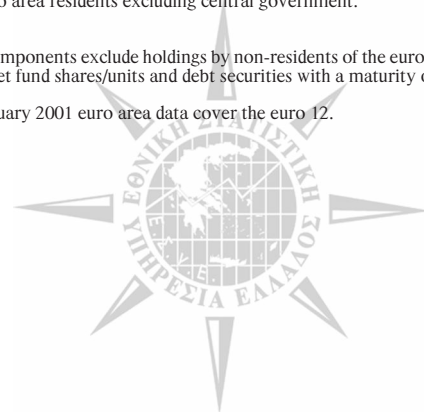 o area residents excluding central government.
mponents exclude holdings by non-residents of the euro
et fund shares/units and debt securities with a maturity o
uary 2001 euro area data cover the euro 12.
ΕΘΝΙΚΗ ΣΤΑΤΙΣΤΙΚΗ
ΥΠΗΡΕΣΙΑ ΕΛΛΑΔΟΣ
Ε.Σ.Υ.Ε.